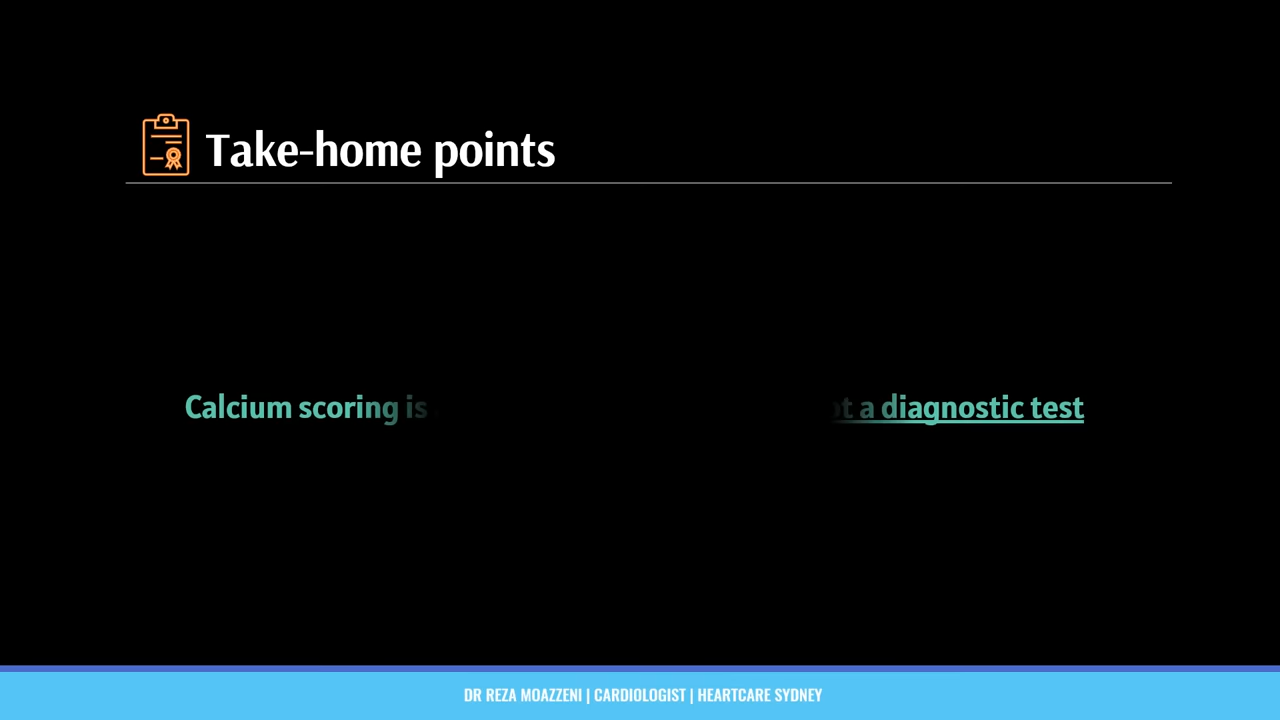 Take-home points
Calcium scoring is
a diagnostic test
DR REZA MOAZZENI | CARDIOLOGIST | HEARTCARE SYDNEY